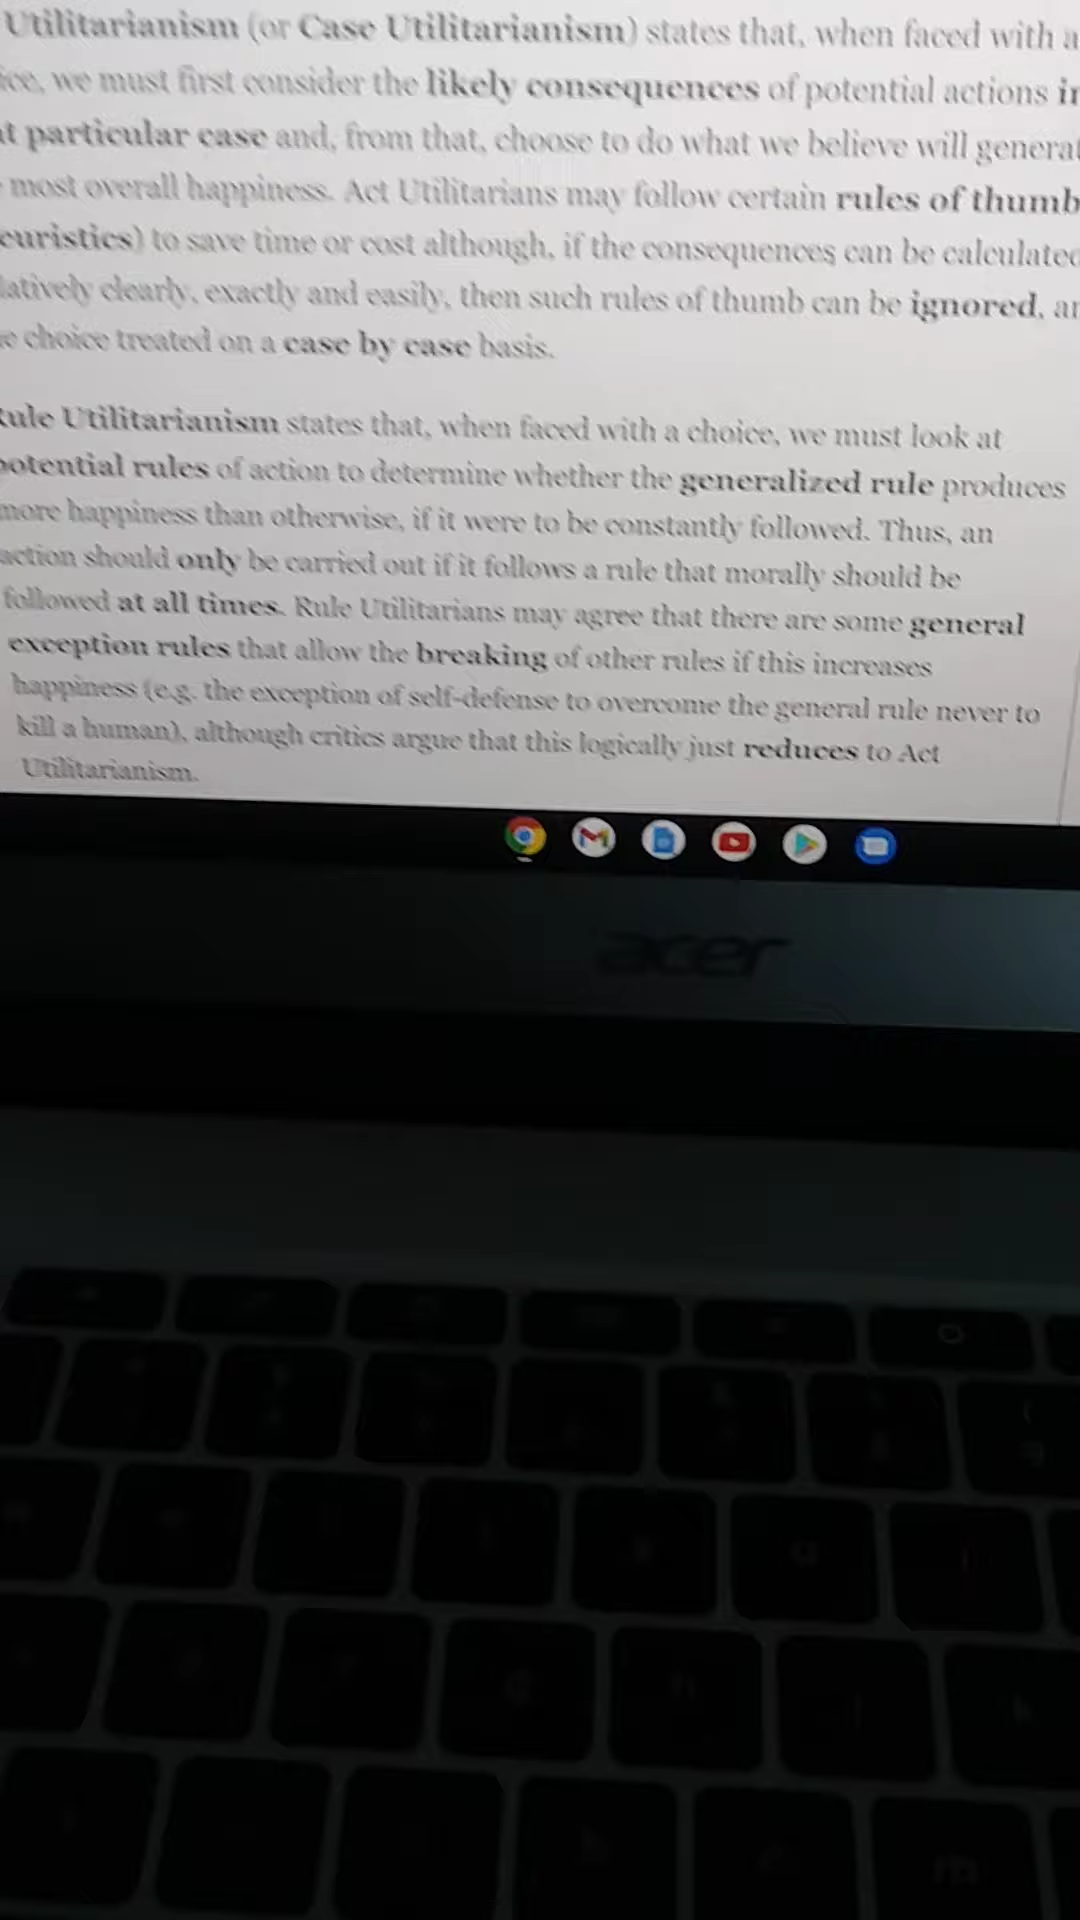 Utilitarianism (or Case Utilitarianism) states that, when faced with a
ice, we must first consider the likely consequences of potential actions in
at particular case and, from that, choose to do what we believe will generat
most overall happiness. Act Utilitarians may follow certain rules of thumb
euristics) to save time or cost although, if the consequences can be calculated
latively clearly, exactly and easily, then such rules of thumb can be ignored, an
e choice treated on a case by case basis.
Rule Utilitarianism states that, when faced with a choice, we must look at
potential rules of action to determine whether the generalized rule produces
more happiness than otherwise, if it were to be constantly followed. Thus, an
action should only be carried out if it follows a rule that morally should be
followed at all times. Rule Utilitarians may agree that there are some general
exception rules that allow the breaking of other rules if this increases
happiness (e.g. the exception of self-defense to overcome the general rule never to
kill a human), although critics argue that this logically just reduces to Act
Utilitarianism.
acer